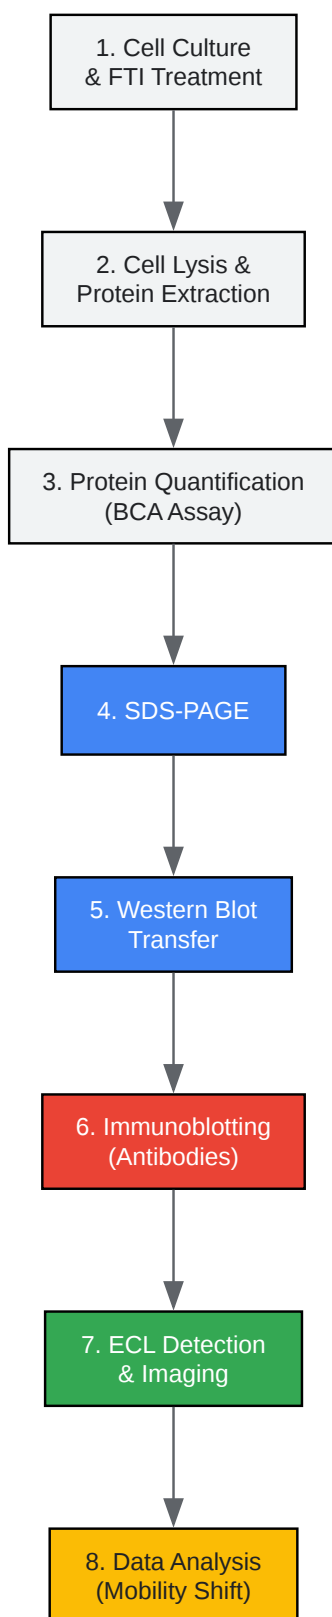 1. Cell Culture
& FTI Treatment
2. Cell Lysis &
Protein Extraction
3. Protein Quantification
(BCA Assay)
4. SDS-PAGE
5. Western Blot
Transfer
6. Immunoblotting
(Antibodies)
7. ECL Detection
& Imaging
8. Data Analysis
(Mobility Shift)